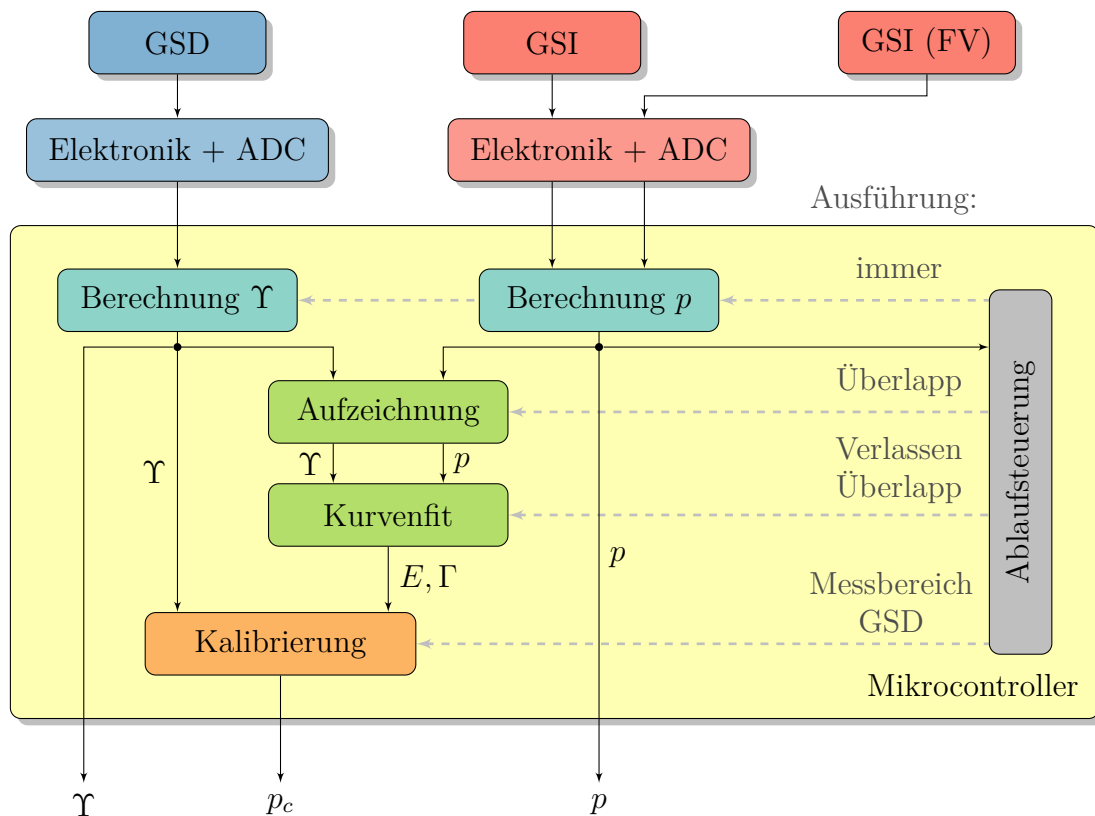 GSD
GSI
GSI (FV)
Elektronik + ADC
Elektronik + ADC
Ausführung:
immer
Berechnung ϒ
Berechnung p
Überlapp
Aufzeichnung
Verlassen
Überlapp
ϒ
ϒ
p
Kurvenfit
Ablaufsteuerung
p
E, Γ
Messbereich
GSD
Kalibrierung
Mikrocontroller
ϒ
p_c
p